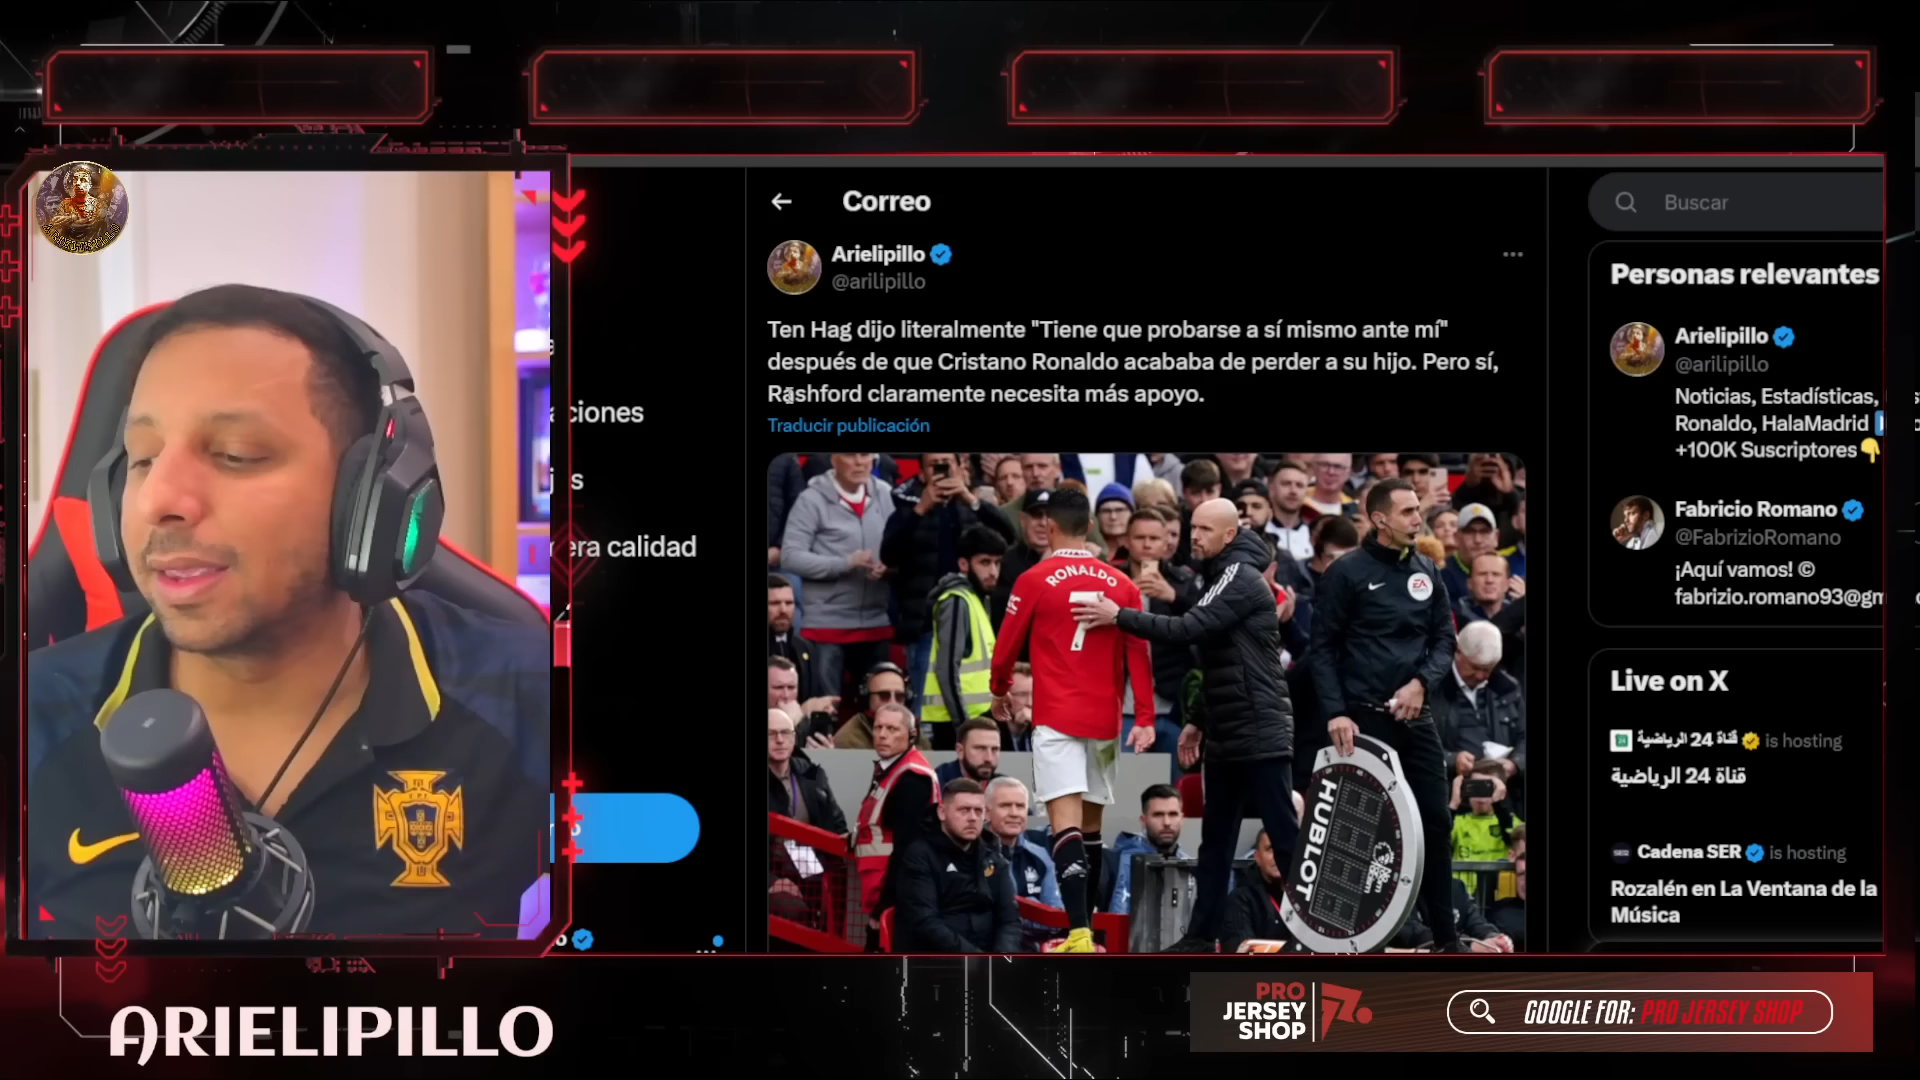 Correo
Buscar
Arielipillo
@arilipillo
Ten Hag dijo literalmente "Tiene que probarse a sí mismo ante mí"
después de que Cristano Ronaldo acababa de perder a su hijo. Pero sí,
Rashford claramente necesita más apoyo.
Traducir publicación
RONALDO
7
EA
HUBLOT
ciones
s
era calidad
Personas relevantes
Arielipillo
@arilipillo
Noticias, Estadísticas,
Ronaldo, HalaMadrid
+100K Suscriptores
Fabricio Romano
@FabrizioRomano
¡Aquí vamos! ©
fabrizio.romano93@gm
Live on X
قناة 24 الرياضية is hosting
قناة 24 الرياضية
Cadena SER is hosting
Rozalén en La Ventana de la
Música
ARIELIPILLO
PRO
JERSEY
SHOP
GOOGLE FOR: PRO JERSEY SHOP